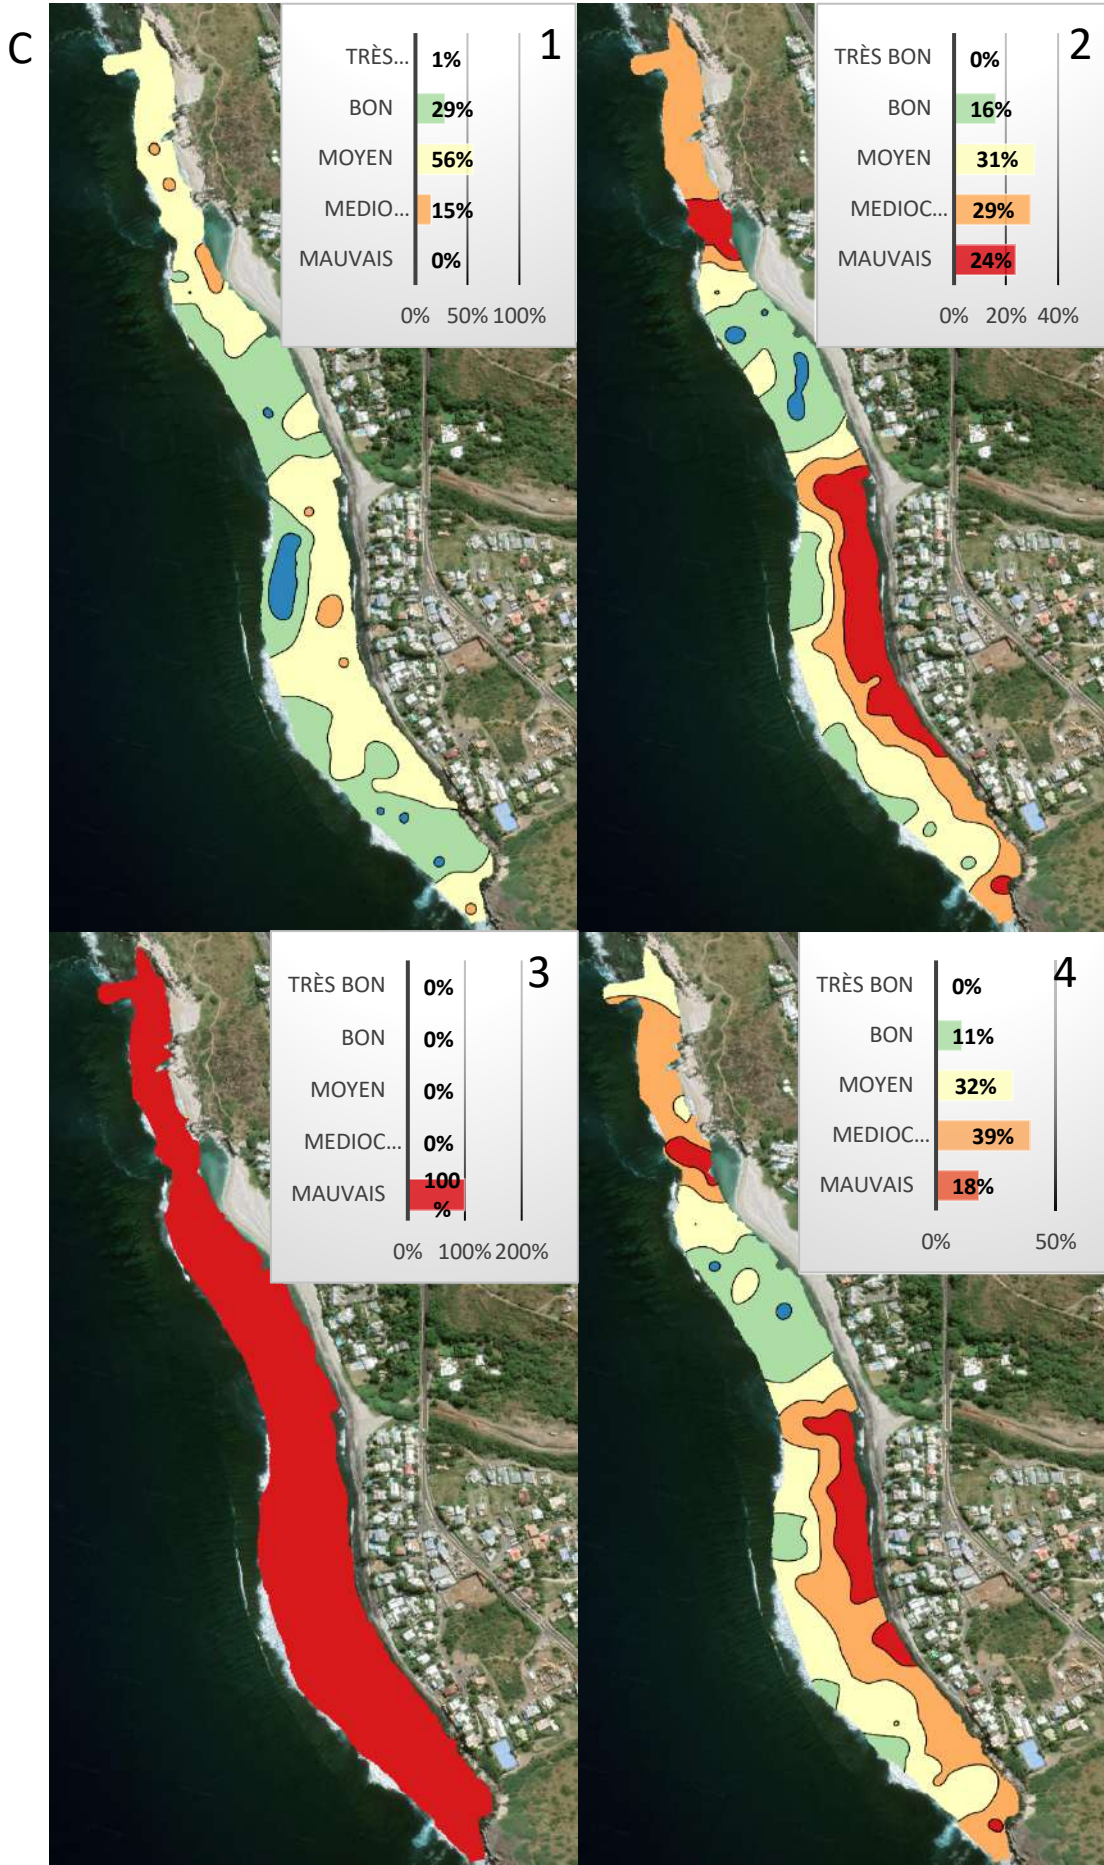 C
1
TRÈS... 1%
BON 29%
MOYEN 56%
MEDIO... 15%
MAUVAIS 0%
0% 50% 100%
2
TRÈS BON 0%
BON 16%
MOYEN 31%
MEDIOC... 29%
MAUVAIS 24%
0% 20% 40%
3
TRÈS BON 0%
BON 0%
MOYEN 0%
MEDIOC... 0%
MAUVAIS 100
%
0% 100% 200%
4
TRÈS BON 0%
BON 11%
MOYEN 32%
MEDIOC... 39%
MAUVAIS 18%
0% 50%